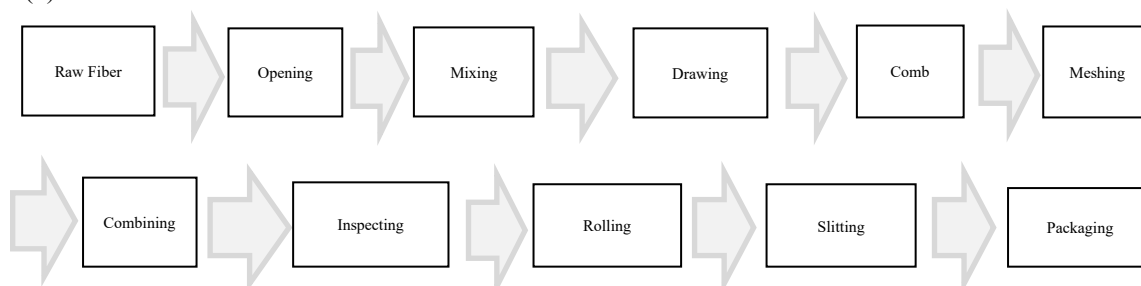 Raw Fiber
Opening
Mixing
Drawing
Comb
Meshing
Combining
Inspecting
Rolling
Slitting
Packaging